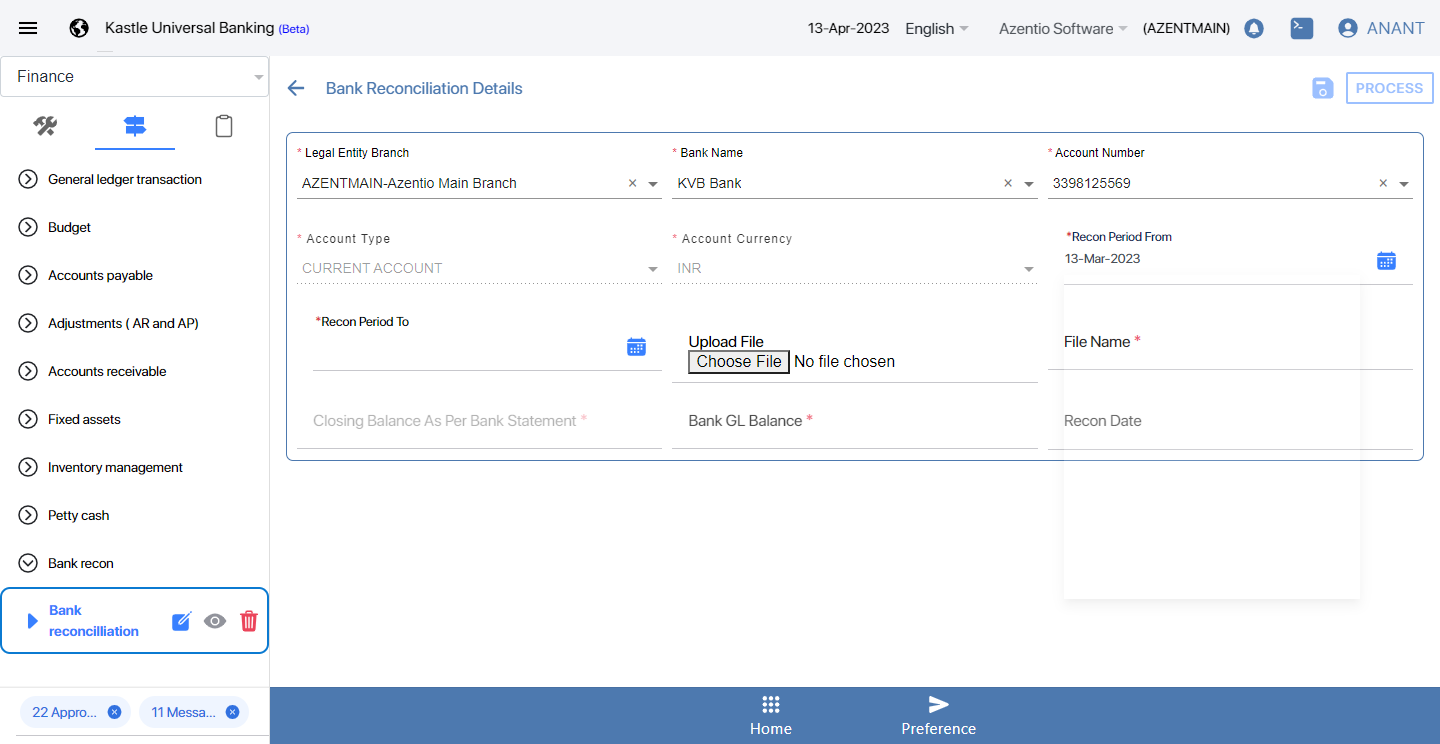 Kastle Universal Banking (Beta)
13-Apr-2023 English Azentio Software (AZENTMAIN) ANANT
Finance
General ledger transaction
Budget
Accounts payable
Adjustments ( AR and AP)
Accounts receivable
Fixed assets
Inventory management
Petty cash
Bank recon
Bank
reconcilliation
22 Appro...
11 Messa...
Bank Reconciliation Details
PROCESS
* Legal Entity Branch
AZENTMAIN-Azentio Main Branch
* Bank Name
KVB Bank
* Account Number
3398125569
* Account Type
CURRENT ACCOUNT
* Account Currency
INR
*Recon Period From
13-Mar-2023
*Recon Period To
Upload File
Choose File No file chosen
File Name *
Closing Balance As Per Bank Statement *
Bank GL Balance *
Recon Date
Home
Preference